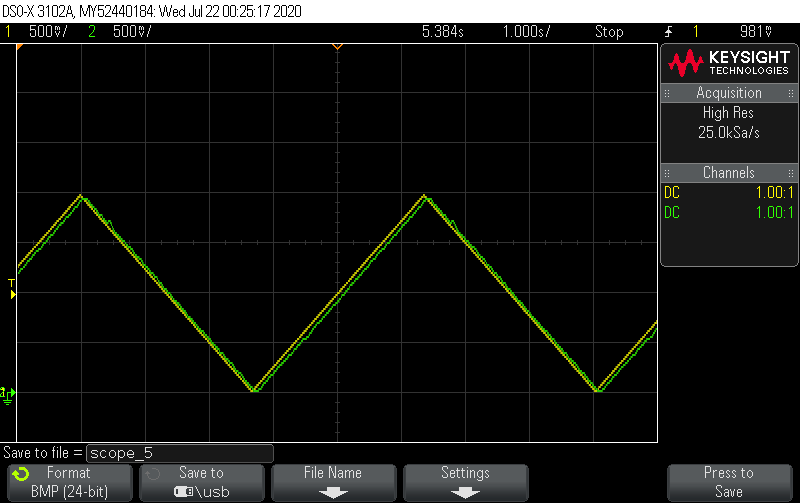 DSO-X 3102A, MY52440184: Wed Jul 22 00:25:17 2020
1 500mV/ 2 500mV/ 5.384s 1.000s/ Stop 1 981mV
KEYSIGHT
TECHNOLOGIES
Acquisition
High Res
25.0kSa/s
Channels
DC 1.00:1
DC 1.00:1
T
Save to file = scope_5
Format
BMP (24-bit)
Save to
\usb
File Name
Settings
Press to
Save